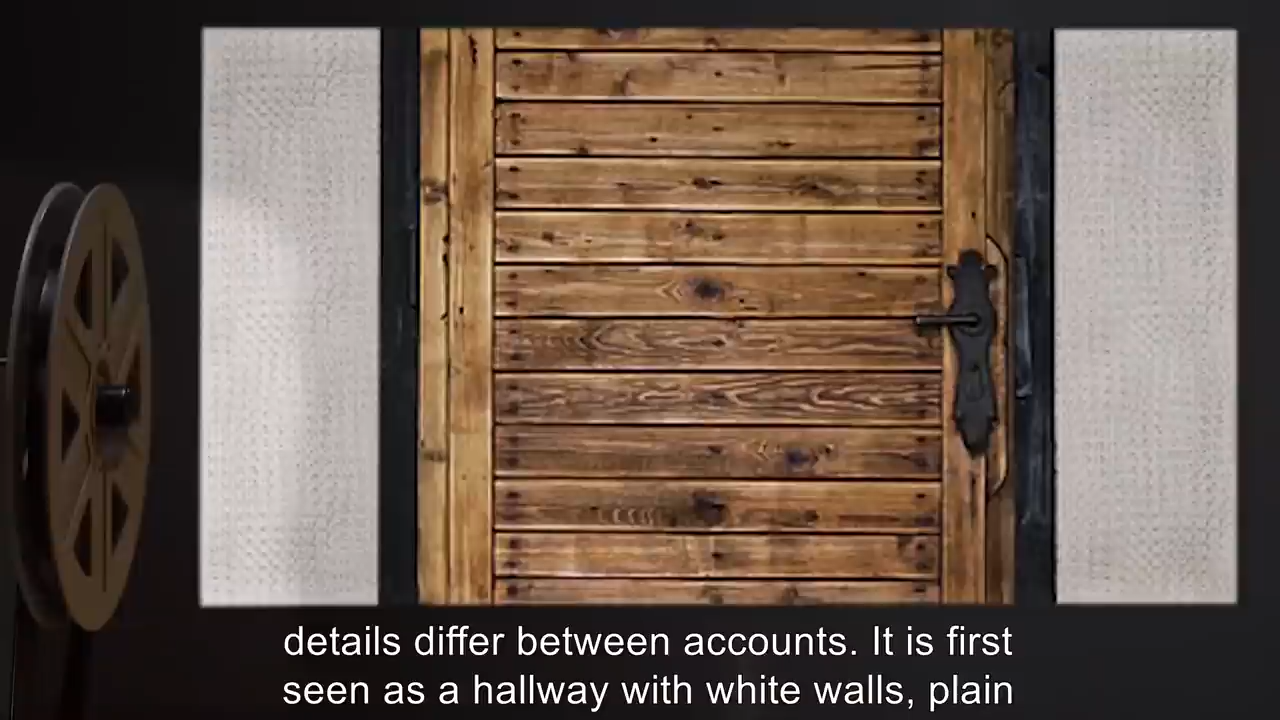 details differ between accounts. It is first
seen as a hallway with white walls, plain